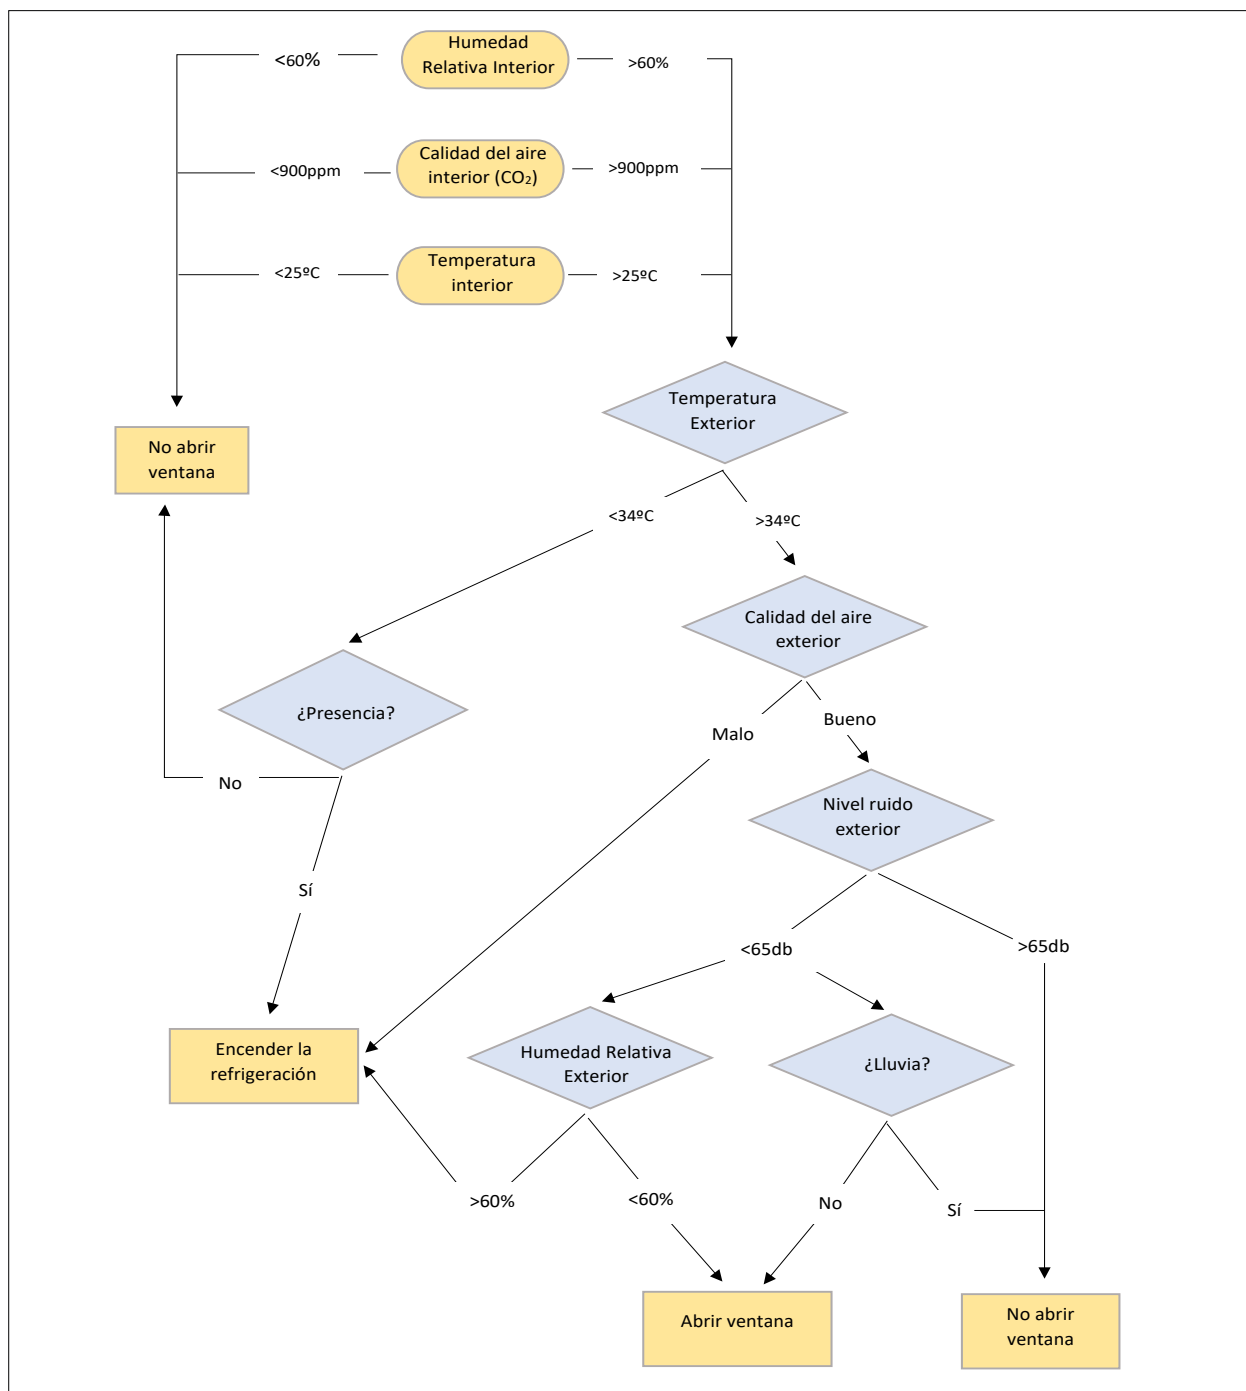 <60%
Humedad
Relativa Interior
>60%
<900ppm
Calidad del aire
interior (CO₂)
>900ppm
<25ºC
Temperatura
interior
>25ºC
Temperatura
Exterior
No abrir
ventana
<34ºC
>34ºC
Calidad del aire
exterior
¿Presencia?
Malo
Bueno
No
Nivel ruido
exterior
Sí
<65db
>65db
Encender la
refrigeración
Humedad Relativa
Exterior
¿Lluvia?
>60%
<60%
No
Sí
Abrir ventana
No abrir
ventana